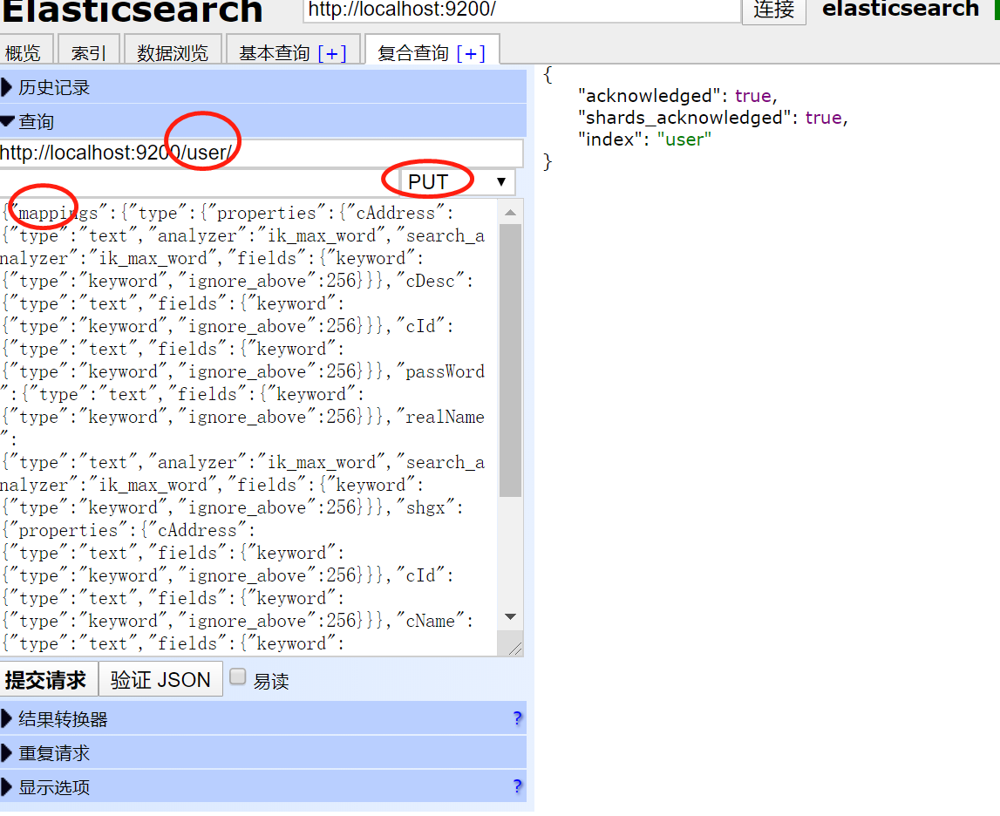 Elasticsearch
http://localhost:9200/
连接
elasticsearch
概览
索引
数据浏览
基本查询 [+]
复合查询 [+]
历史记录
查询
http://localhost:9200/user/
PUT
{"mappings":{"type":{"properties":{"cAddress":
{"type":"text","analyzer":"ik_max_word","search_a
nalyzer":"ik_max_word","fields":{"keyword":
{"type":"keyword","ignore_above":256}}},"cDesc":
{"type":"text","fields":{"keyword":
{"type":"keyword","ignore_above":256}}},"cId":
{"type":"text","fields":{"keyword":
{"type":"keyword","ignore_above":256}}},"passWord
":{"type":"text","fields":{"keyword":
{"type":"keyword","ignore_above":256}}},"realName
":
{"type":"text","analyzer":"ik_max_word","search_a
nalyzer":"ik_max_word","fields":{"keyword":
{"type":"keyword","ignore_above":256}}},"shgx":
{"properties":{"cAddress":
{"type":"text","fields":{"keyword":
{"type":"keyword","ignore_above":256}}},"cId":
{"type":"text","fields":{"keyword":
{"type":"keyword","ignore_above":256}}},"cName":
{"type":"text","fields":{"keyword":
提交请求
验证 JSON
易读
结果转换器 ?
重复请求
显示选项 ?
{
"acknowledged": true,
"shards_acknowledged": true,
"index": "user"
}